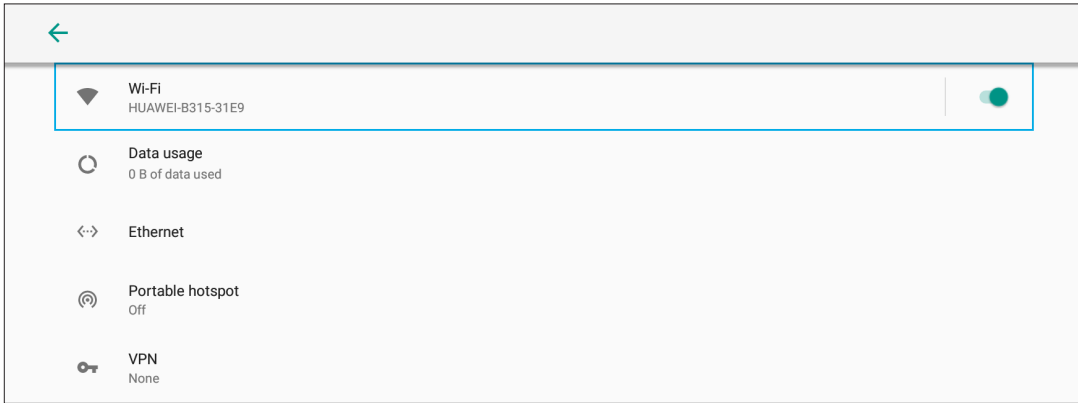 Wi-Fi
HUAWEI-B315-31E9
Data usage
0 B of data used
Ethernet
Portable hotspot
Off
VPN
None